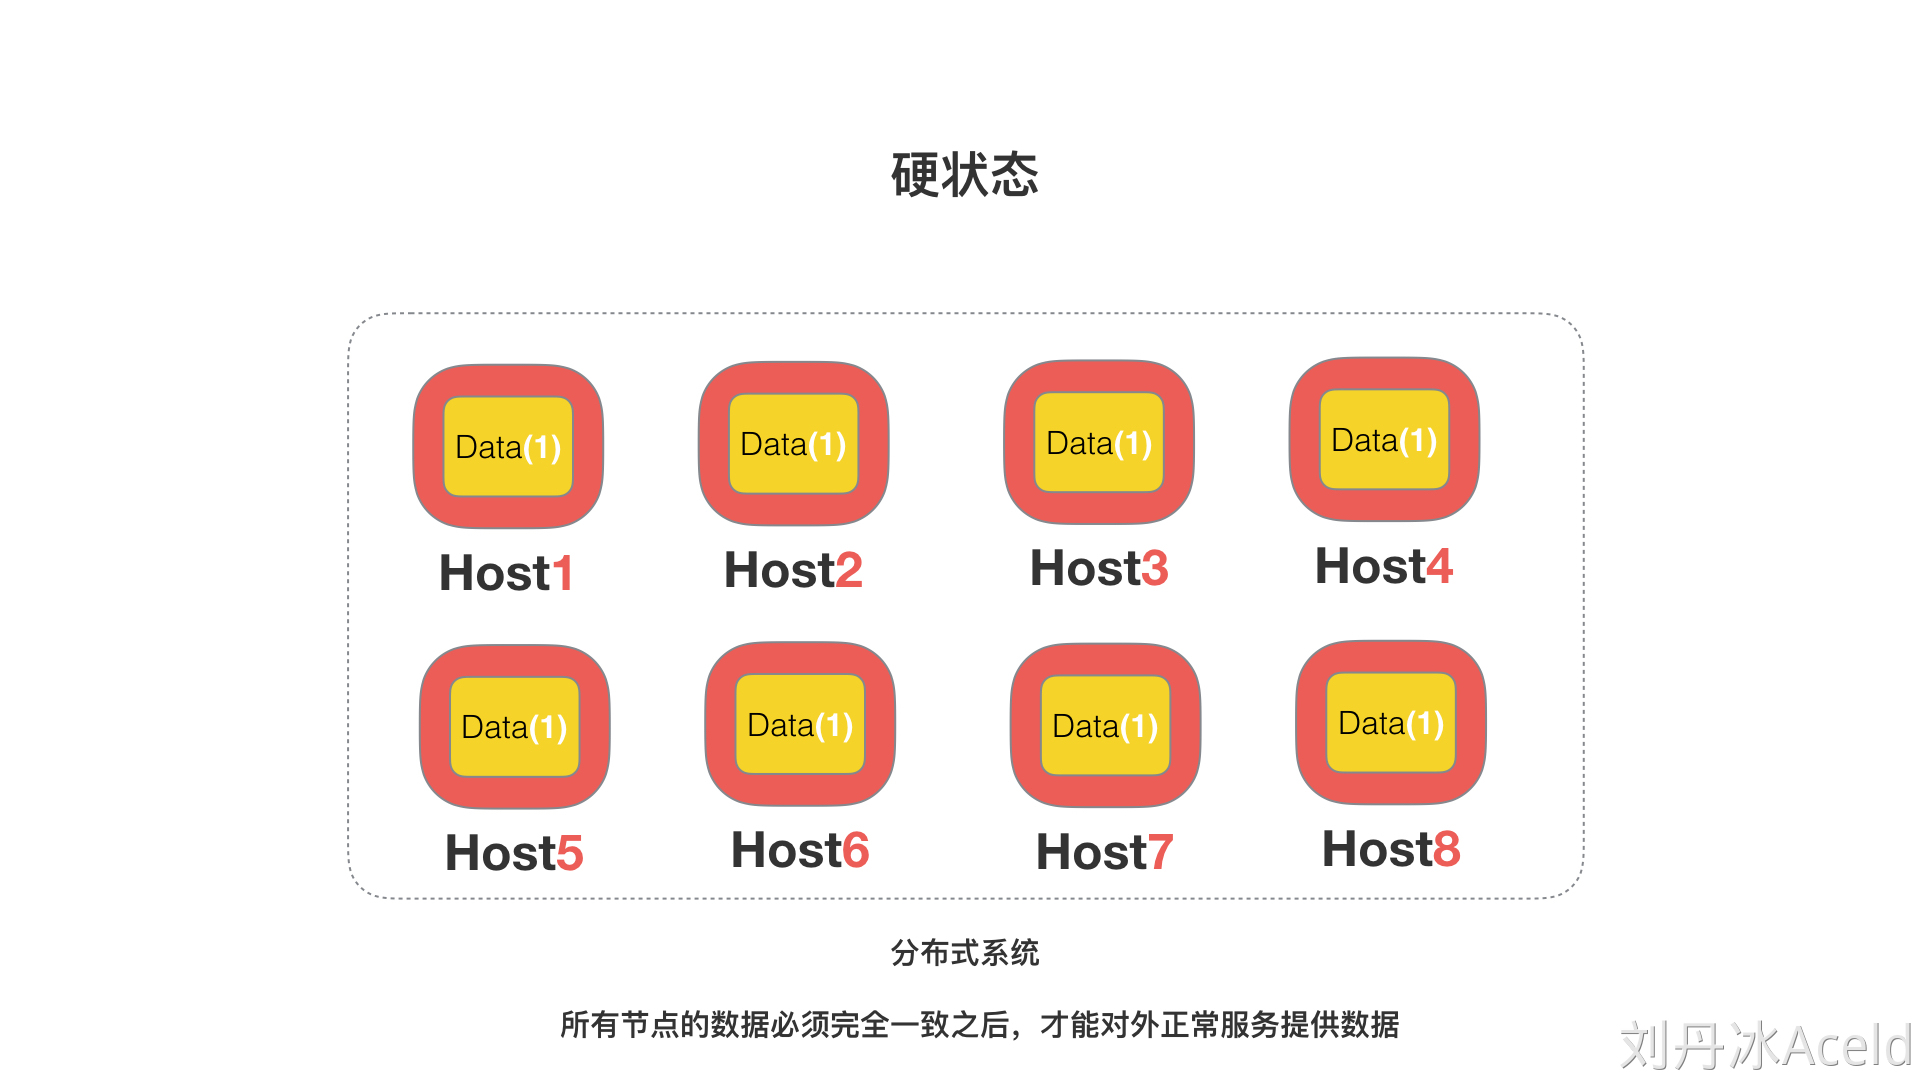 硬状态
Data(1) Data(1) Data(1) Data(1)
Host1 Host2 Host3 Host4
Data(1) Data(1) Data(1) Data(1)
Host5 Host6 Host7 Host8
分布式系统
所有节点的数据必须完全一致之后，才能对外正常服务提供数据
刘丹冰Aceld